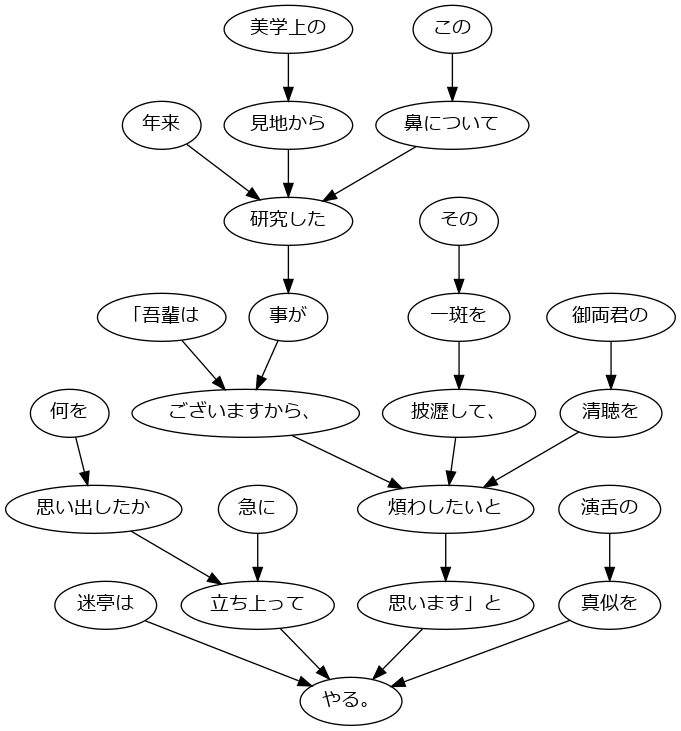 美学上の この
年来 見地から 鼻について
研究した その
「吾輩は 事が 一斑を 御両君の
何を ございますから、 披瀝して、 清聴を
思い出したか 急に 煩わしたいと 演舌の
迷亭は 立ち上って 思います」と 真似を
やる。